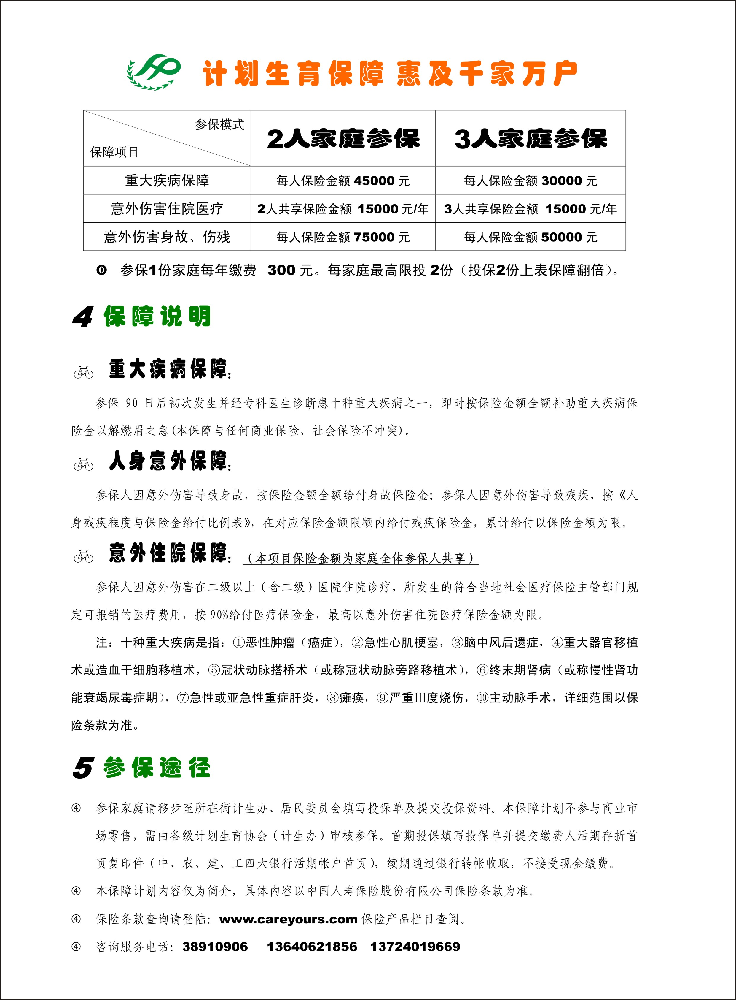 计划生育保障 惠及千家万户
参保模式
保障项目
2人家庭参保
3人家庭参保
重大疾病保障
每人保险金额 45000 元
每人保险金额 30000 元
意外伤害住院医疗
2人共享保险金额 15000 元/年
3人共享保险金额 15000 元/年
意外伤害身故、伤残
每人保险金额 75000 元
每人保险金额 50000 元
⓿ 参保1份家庭每年缴费 300 元。每家庭最高限投 2份（投保2份上表保障翻倍）。
4 保障说明
重大疾病保障：
参保 90 日后初次发生并经专科医生诊断患十种重大疾病之一，即时按保险金额全额补助重大疾病保
险金以解燃眉之急(本保障与任何商业保险、社会保险不冲突)。
人身意外保障：
参保人因意外伤害导致身故，按保险金额全额给付身故保险金；参保人因意外伤害导致残疾，按《人
身残疾程度与保险金给付比例表》，在对应保险金额限额内给付残疾保险金，累计给付以保险金额为限。
意外住院保障：（本项目保险金额为家庭全体参保人共享）
参保人因意外伤害在二级以上（含二级）医院住院诊疗，所发生的符合当地社会医疗保险主管部门规
定可报销的医疗费用，按 90%给付医疗保险金，最高以意外伤害住院医疗保险金额为限。
注：十种重大疾病是指：①恶性肿瘤（癌症），②急性心肌梗塞，③脑中风后遗症，④重大器官移植
术或造血干细胞移植术，⑤冠状动脉搭桥术（或称冠状动脉旁路移植术），⑥终末期肾病（或称慢性肾功
能衰竭尿毒症期），⑦急性或亚急性重症肝炎，⑧瘫痪，⑨严重Ⅲ度烧伤，⑩主动脉手术，详细范围以保
险条款为准。
5 参保途径
④ 参保家庭请移步至所在街计生办、居民委员会填写投保单及提交投保资料。本保障计划不参与商业市
场零售，需由各级计划生育协会（计生办）审核参保。首期投保填写投保单并提交缴费人活期存折首
页复印件（中、农、建、工四大银行活期帐户首页），续期通过银行转帐收取，不接受现金缴费。
④ 本保障计划内容仅为简介，具体内容以中国人寿保险股份有限公司保险条款为准。
④ 保险条款查询请登陆：www.careyours.com 保险产品栏目查阅。
④ 咨询服务电话：38910906 13640621856 13724019669